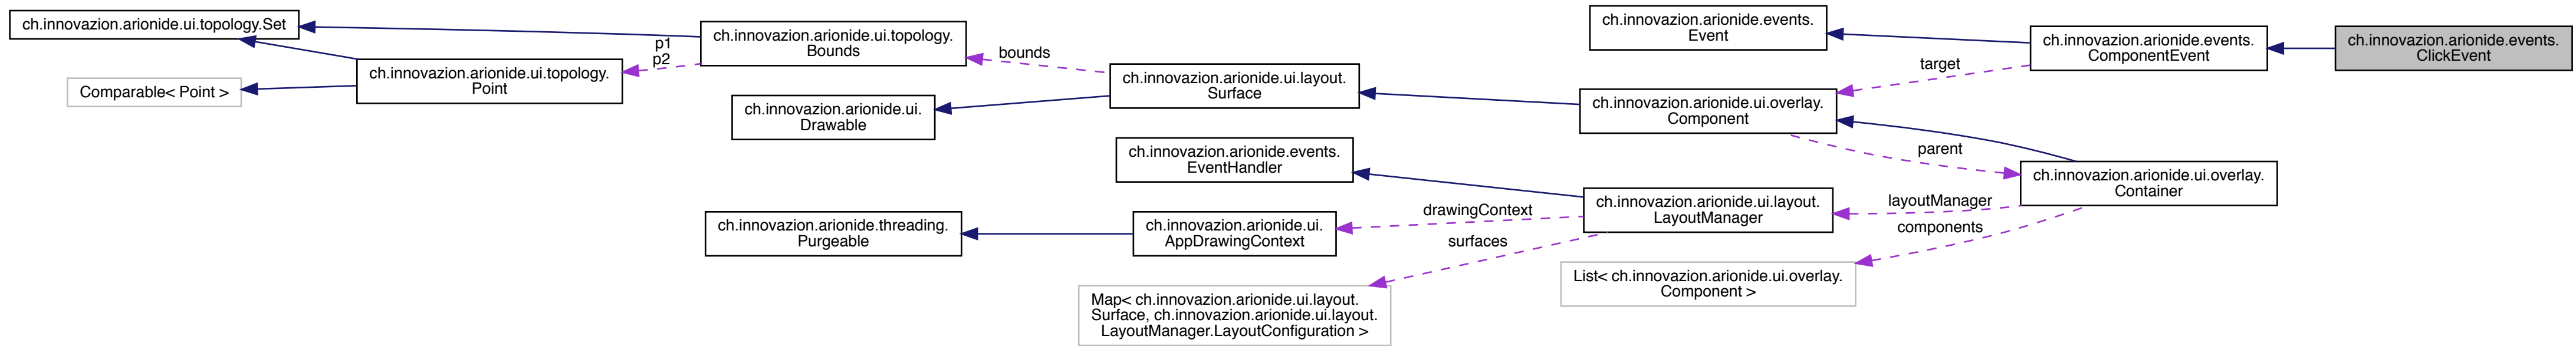 ch.innovazion.arionide.ui.topology.Set
Comparable< Point >
ch.innovazion.arionide.ui.topology.
Point
p1
p2
ch.innovazion.arionide.ui.topology.
Bounds
bounds
ch.innovazion.arionide.ui.
Drawable
ch.innovazion.arionide.ui.layout.
Surface
ch.innovazion.arionide.events.
EventHandler
ch.innovazion.arionide.threading.
Purgeable
ch.innovazion.arionide.ui.
AppDrawingContext
drawingContext
surfaces
Map< ch.innovazion.arionide.ui.layout.
Surface, ch.innovazion.arionide.ui.layout.
LayoutManager.LayoutConfiguration >
ch.innovazion.arionide.events.
Event
ch.innovazion.arionide.ui.overlay.
Component
ch.innovazion.arionide.ui.layout.
LayoutManager
List< ch.innovazion.arionide.ui.overlay.
Component >
target
parent
layoutManager
components
ch.innovazion.arionide.events.
ComponentEvent
ch.innovazion.arionide.ui.overlay.
Container
ch.innovazion.arionide.events.
ClickEvent